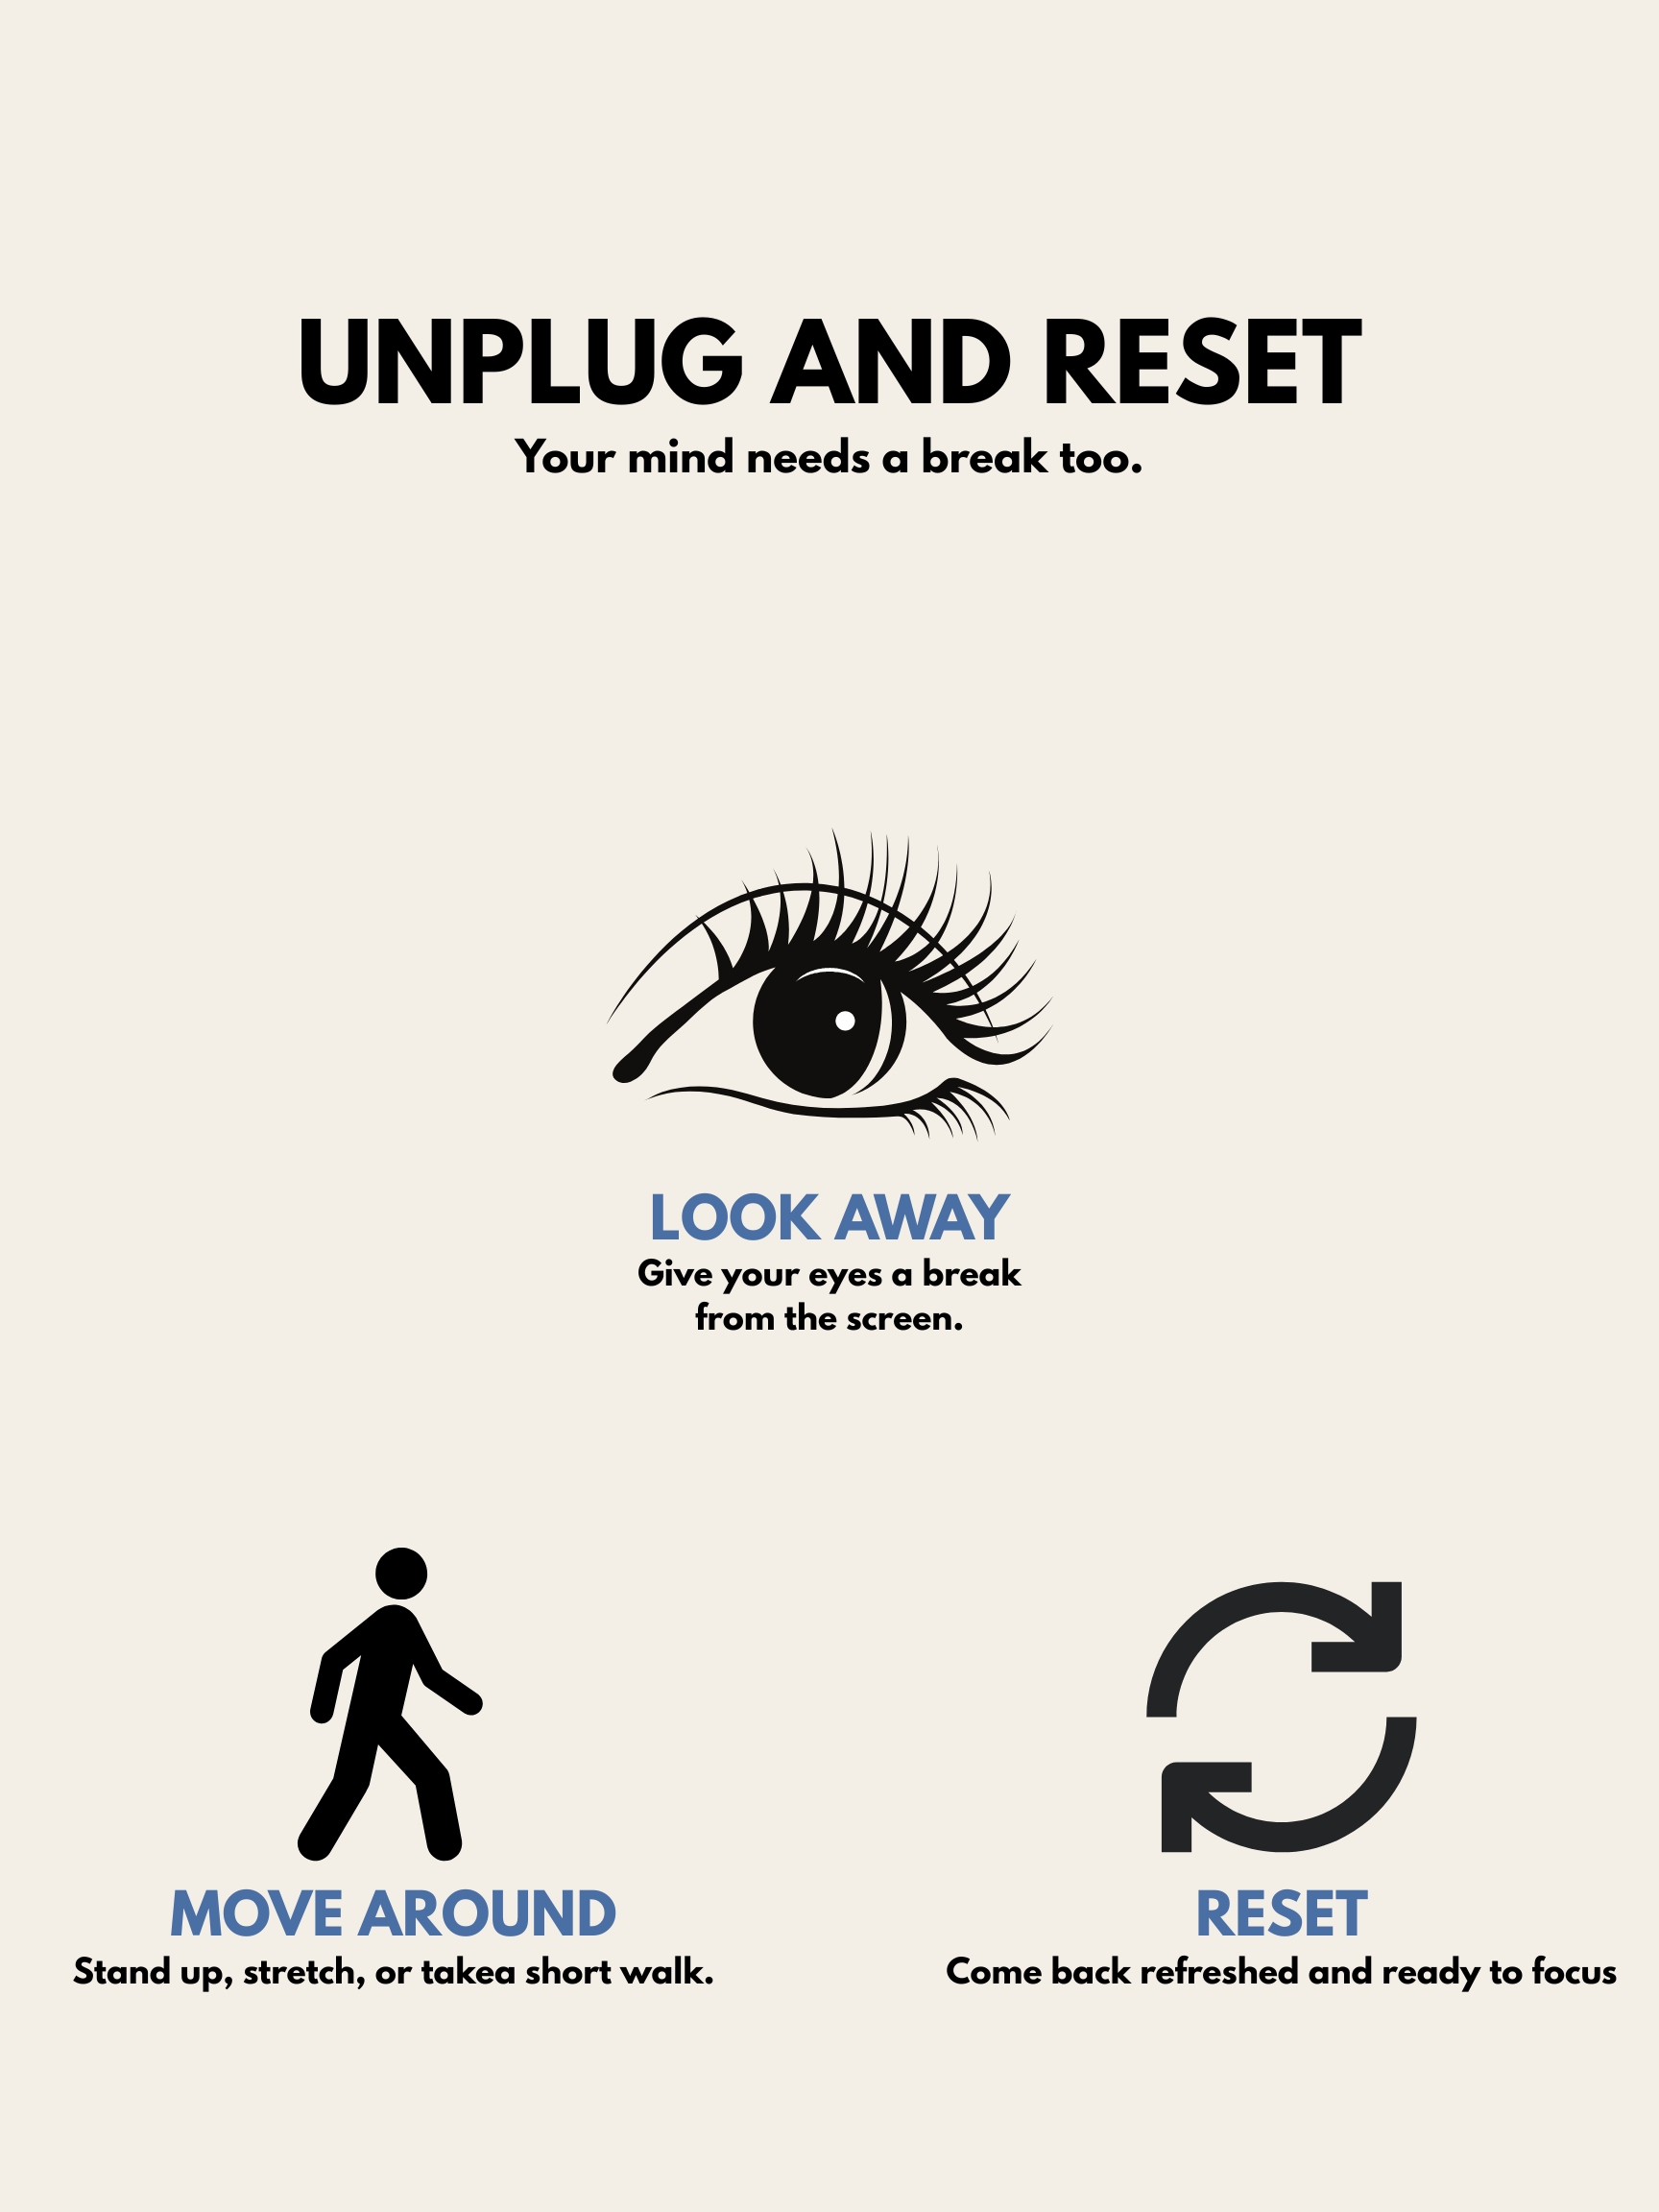 UNPLUG AND RESET
Your mind needs a break too.
LOOK AWAY
Give your eyes a break
from the screen.
MOVE AROUND
Stand up, stretch, or takea short walk.
RESET
Come back refreshed and ready to focus